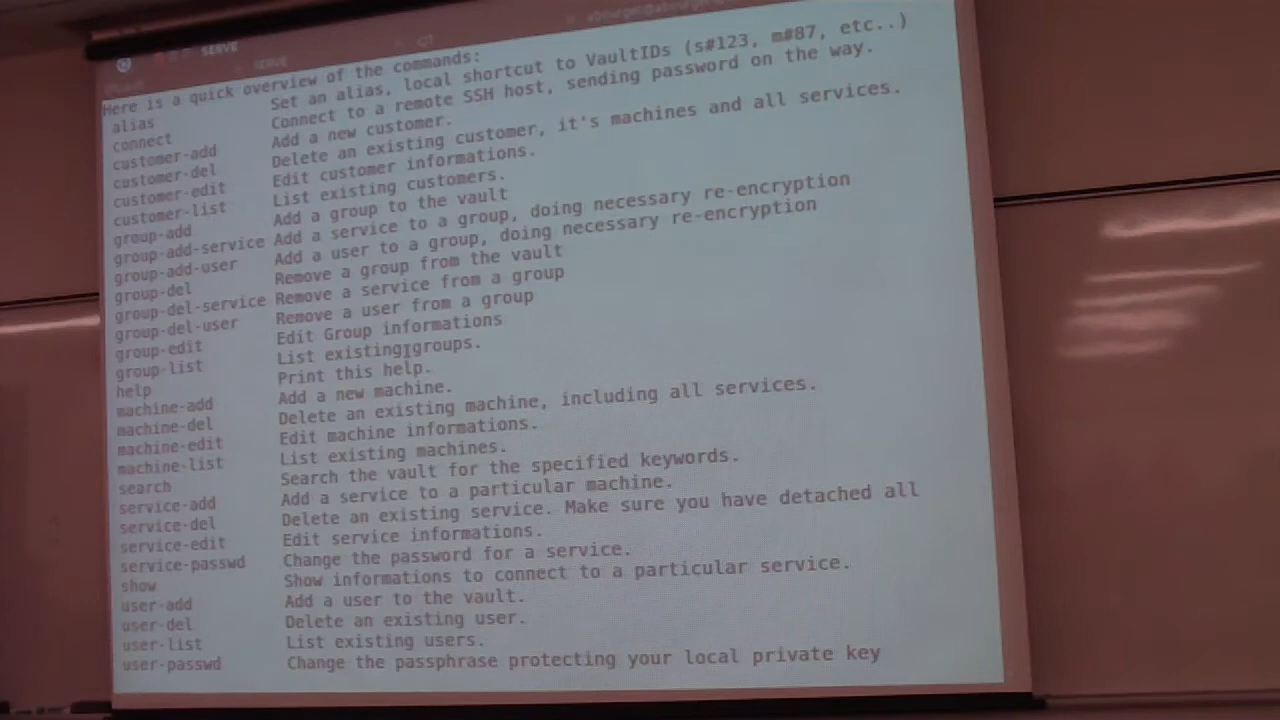 SERVE
SERVE
Here is a quick overview of the commands:
alias Set an alias, local shortcut to VaultIDs (s#123, m#87, etc..)
connect Connect to a remote SSH host, sending password on the way.
customer-add Add a new customer.
customer-del Delete an existing customer, it's machines and all services.
customer-edit Edit customer informations.
customer-list List existing customers.
group-add Add a group to the vault
group-add-service Add a service to a group, doing necessary re-encryption
group-add-user Add a user to a group, doing necessary re-encryption
group-del Remove a group from the vault
group-del-service Remove a service from a group
group-del-user Remove a user from a group
group-edit Edit Group informations
group-list List existing groups.
help Print this help.
machine-add Add a new machine.
machine-del Delete an existing machine, including all services.
machine-edit Edit machine informations.
machine-list List existing machines.
search Search the vault for the specified keywords.
service-add Add a service to a particular machine.
service-del Delete an existing service. Make sure you have detached all
service-edit Edit service informations.
service-passwd Change the password for a service.
show Show informations to connect to a particular service.
user-add Add a user to the vault.
user-del Delete an existing user.
user-list List existing users.
user-passwd Change the passphrase protecting your local private key